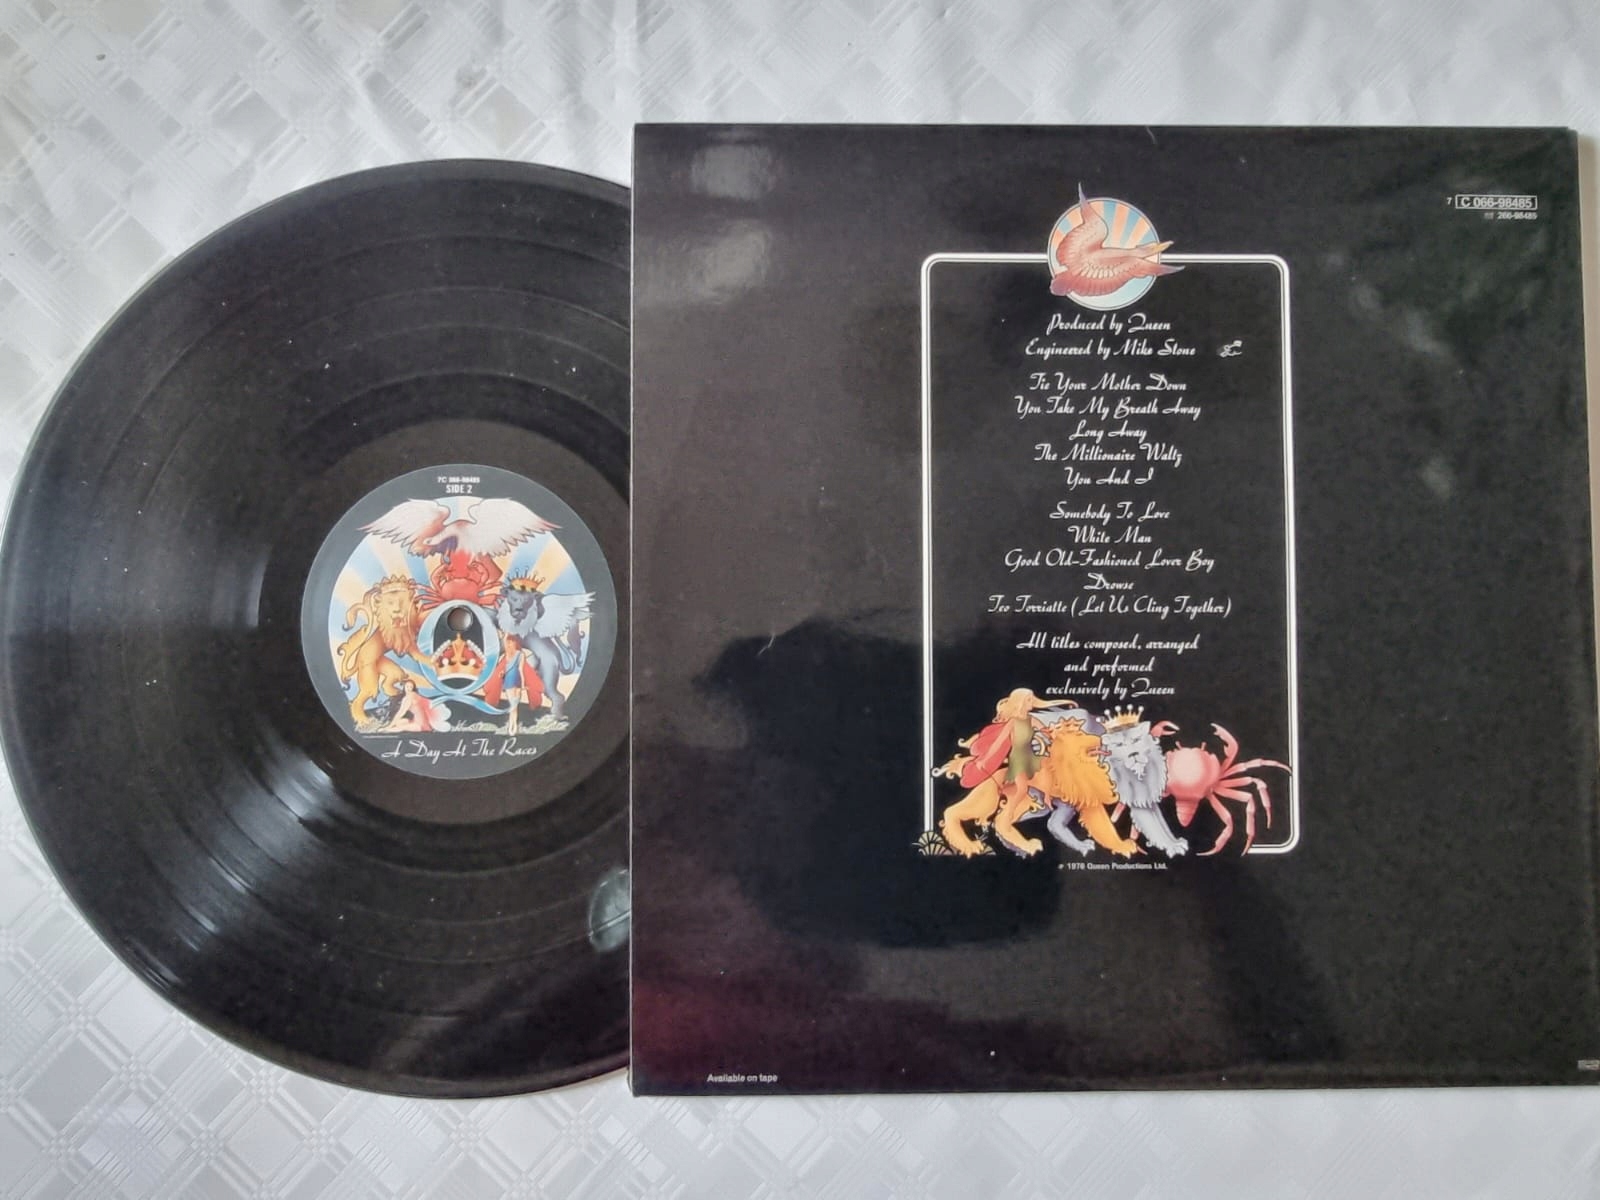 7C 066-98485
SIDE 2
A Day At The Races
7 C 066-98485
266-98485
Produced by Queen
Engineered by Mike Stone
Tie Your Mother Down
You Take My Breath Away
Long Away
The Millionaire Waltz
You And I
Somebody To Love
White Man
Good Old-Fashioned Lover Boy
Drowse
Teo Torriatte (Let Us Cling Together)
All titles composed, arranged
and performed
exclusively by Queen
℗ 1976 Queen Productions Ltd.
Available on tape